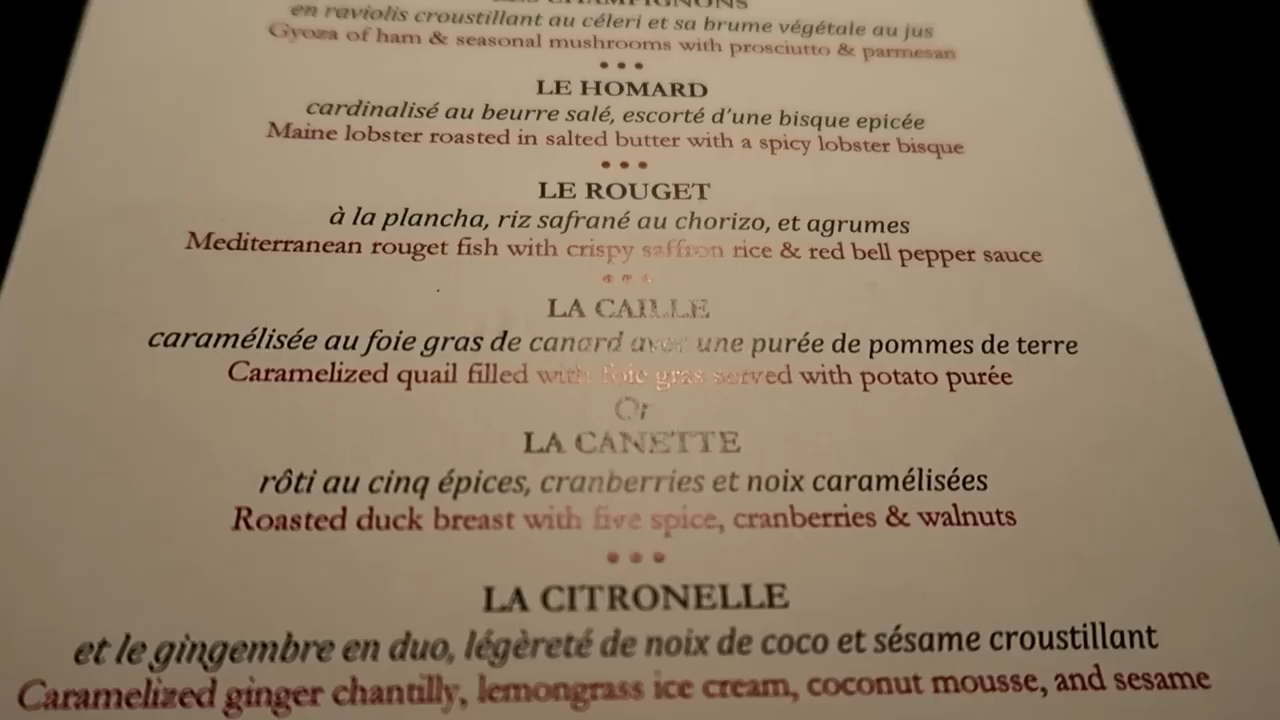 CHAMPIGNONS
en raviolis croustillant au céleri et sa brume végétale au jus
Gyoza of ham & seasonal mushrooms with prosciutto & parmesan
•••
LE HOMARD
cardinalisé au beurre salé, escorté d'une bisque epicée
Maine lobster roasted in salted butter with a spicy lobster bisque
•••
LE ROUGET
à la plancha, riz safrané au chorizo, et agrumes
Mediterranean rouget fish with crispy saffron rice & red bell pepper sauce
•••
LA CAILLE
caramélisée au foie gras de canard avec une purée de pommes de terre
Caramelized quail filled with foie gras served with potato purée
Or
LA CANETTE
rôti au cinq épices, cranberries et noix caramélisées
Roasted duck breast with five spice, cranberries & walnuts
•••
LA CITRONELLE
et le gingembre en duo, légèreté de noix de coco et sésame croustillant
Caramelized ginger chantilly, lemongrass ice cream, coconut mousse, and sesame